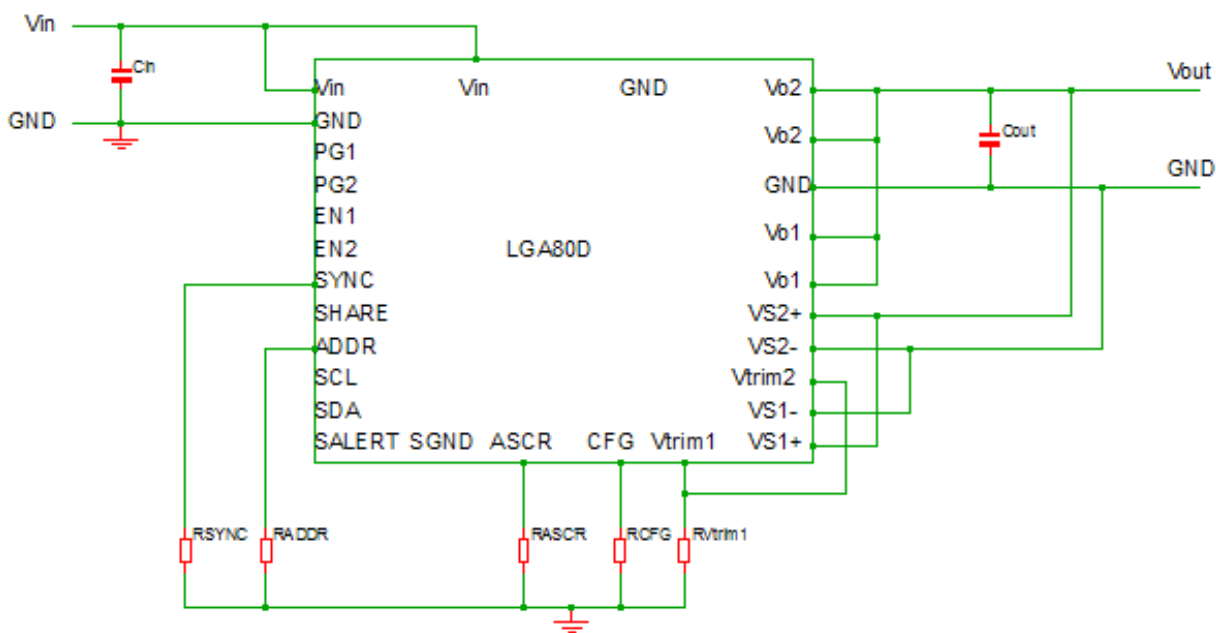 Vin
Cin
GND
Vin Vin GND Vo2
GND
PG1
PG2
EN1
EN2
SYNC
SHARE
ADDR
SCL
SDA
SALERT SGND ASCR CFG Vtrim1 VS1+
LGA80D
Vo2
GND
Vo1
Vo1
VS2+
VS2-
Vtrim2
VS1-
Vout
Cout
GND
RSYNC RADDR RASCR RCFG RVtrim1